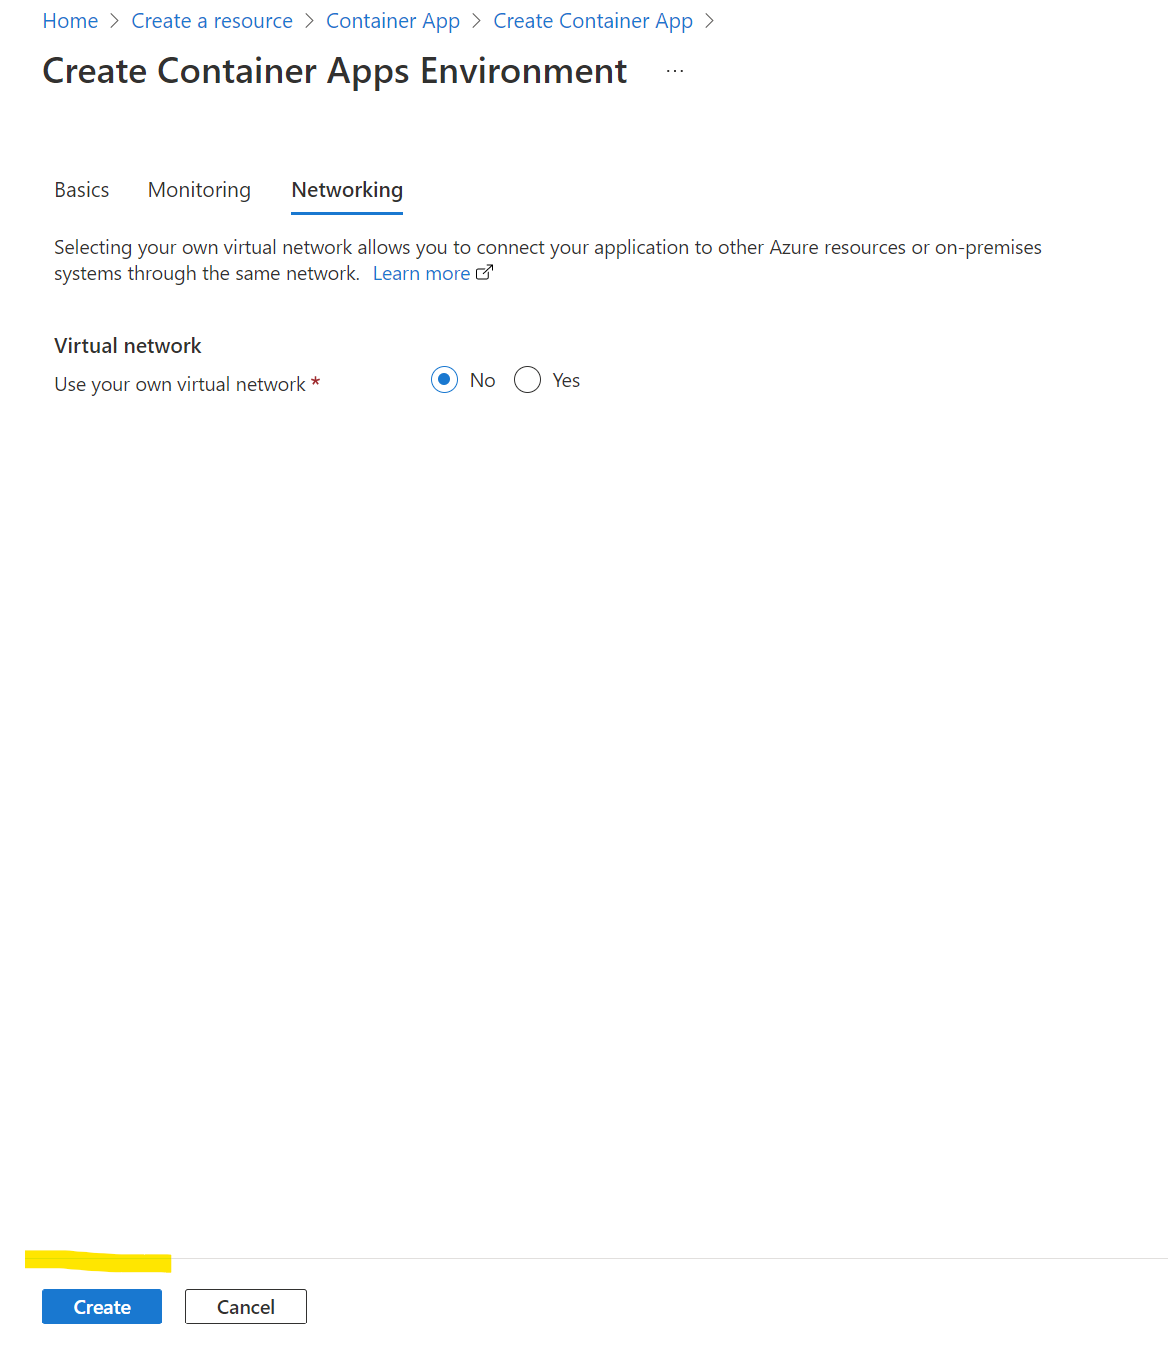 Home > Create a resource > Container App > Create Container App >
Create Container Apps Environment ...
Basics Monitoring Networking
Selecting your own virtual network allows you to connect your application to other Azure resources or on-premises
systems through the same network. Learn more
Virtual network
Use your own virtual network * No Yes
Create Cancel